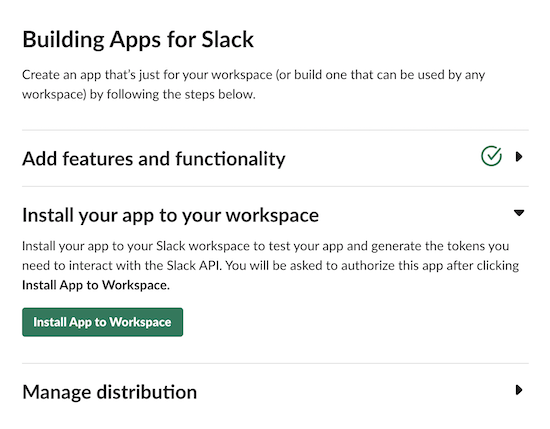 Building Apps for Slack
Create an app that's just for your workspace (or build one that can be used by any
workspace) by following the steps below.
Add features and functionality
Install your app to your workspace
Install your app to your Slack workspace to test your app and generate the tokens you
need to interact with the Slack API. You will be asked to authorize this app after clicking
Install App to Workspace.
Install App to Workspace
Manage distribution